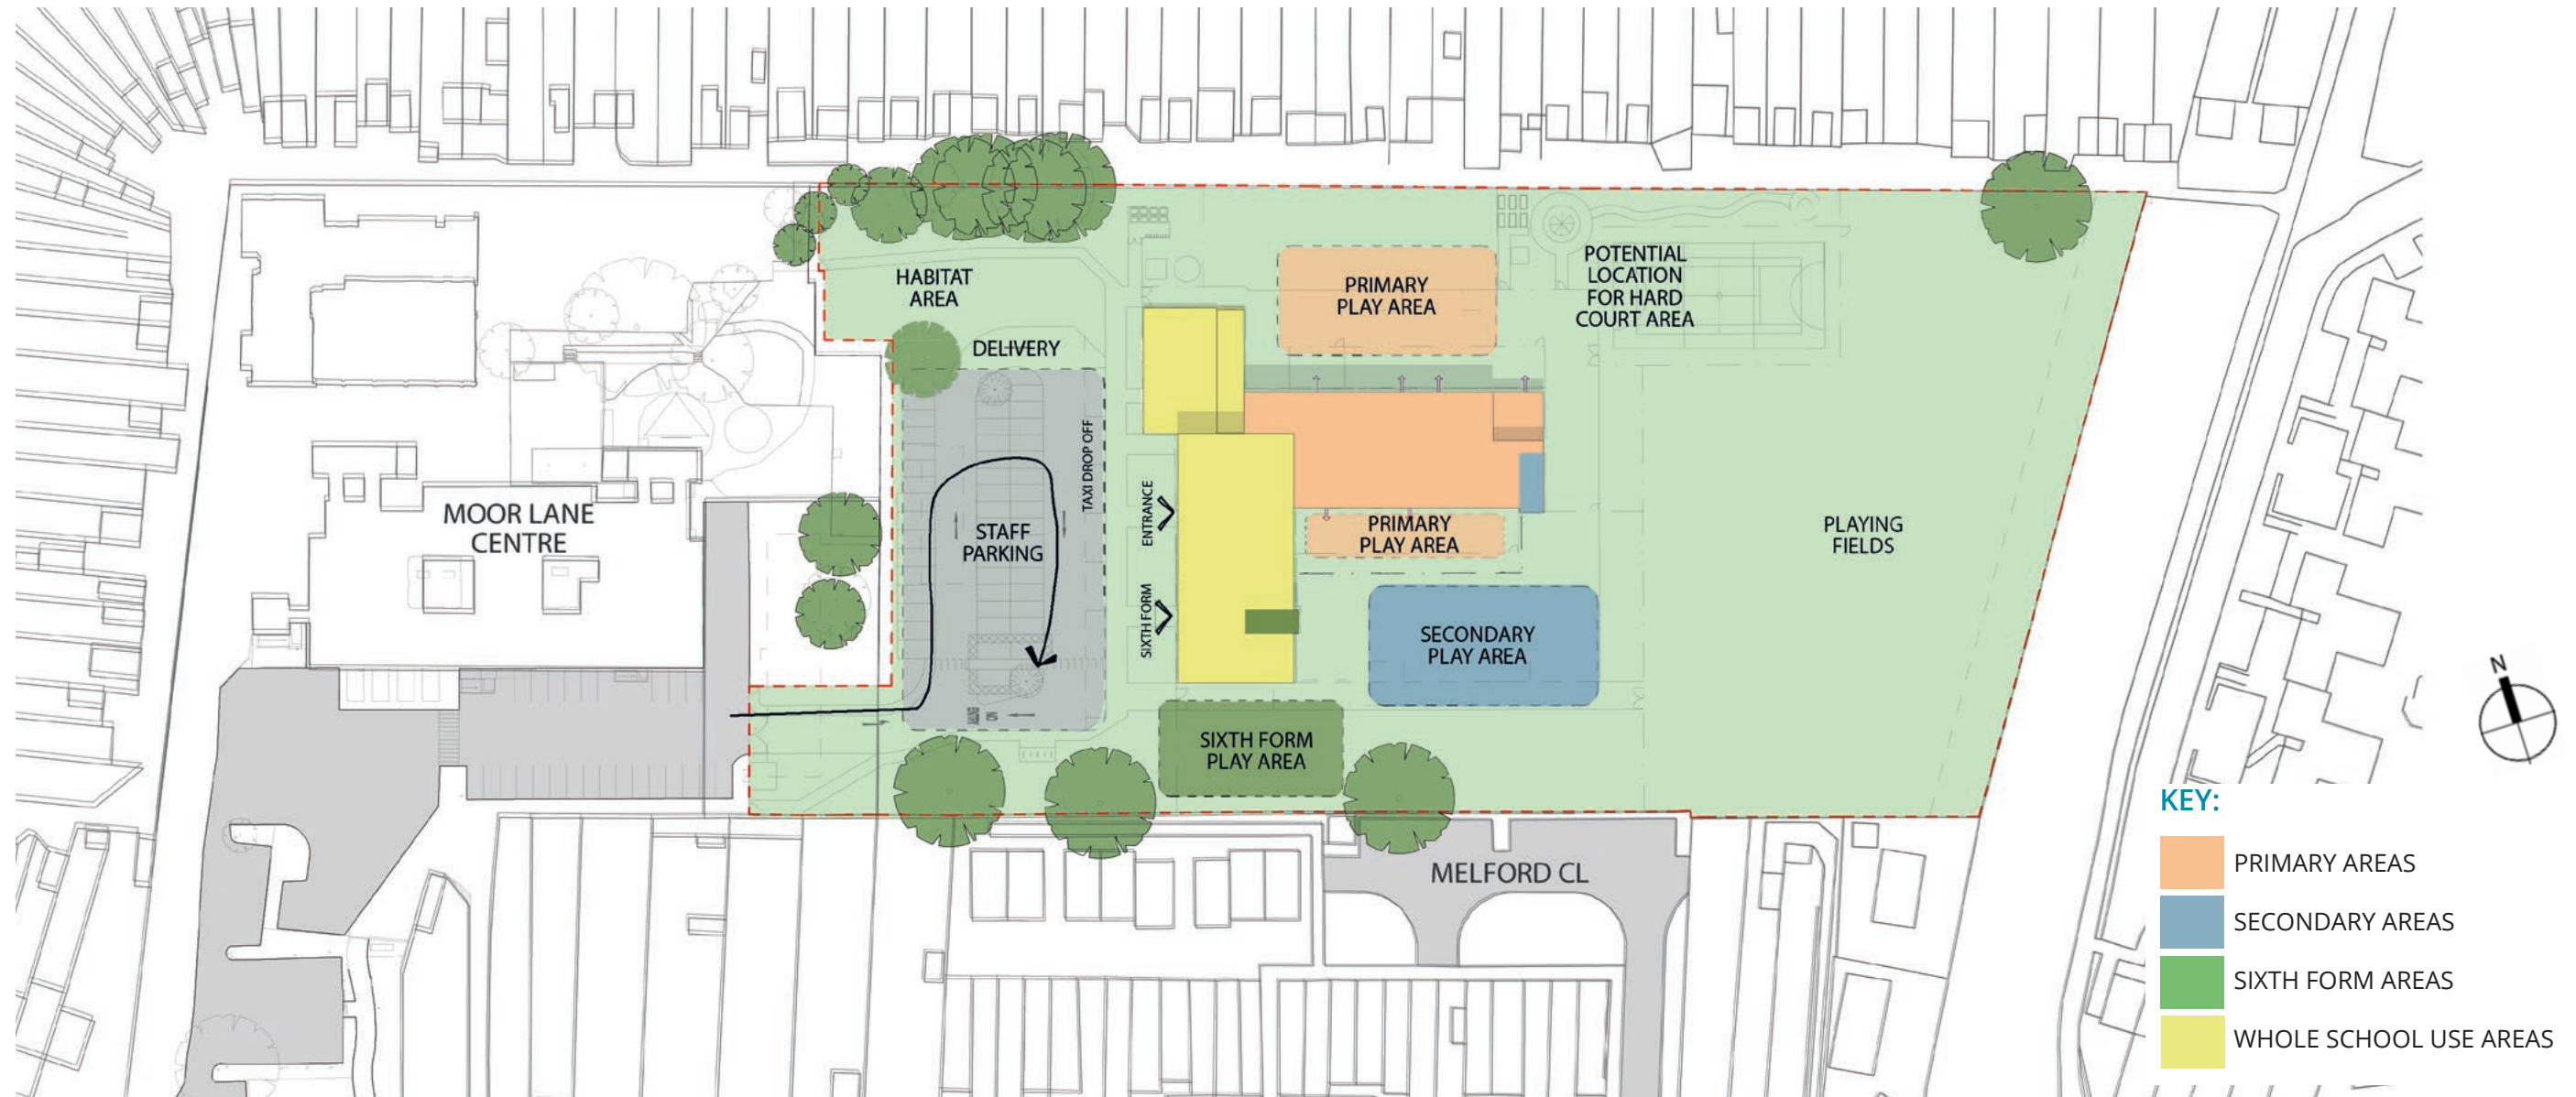 HABITAT
AREA
DELIVERY
PRIMARY
PLAY AREA
POTENTIAL
LOCATION
FOR HARD
COURT AREA
TAXI DROP OFF
MOOR LANE
CENTRE
STAFF
PARKING
ENTRANCE
PRIMARY
PLAY AREA
PLAYING
FIELDS
SIXTH FORM
SECONDARY
PLAY AREA
NO
ENTRY
SIXTH FORM
PLAY AREA
MELFORD CL
N
KEY:
PRIMARY AREAS
SECONDARY AREAS
SIXTH FORM AREAS
WHOLE SCHOOL USE AREAS